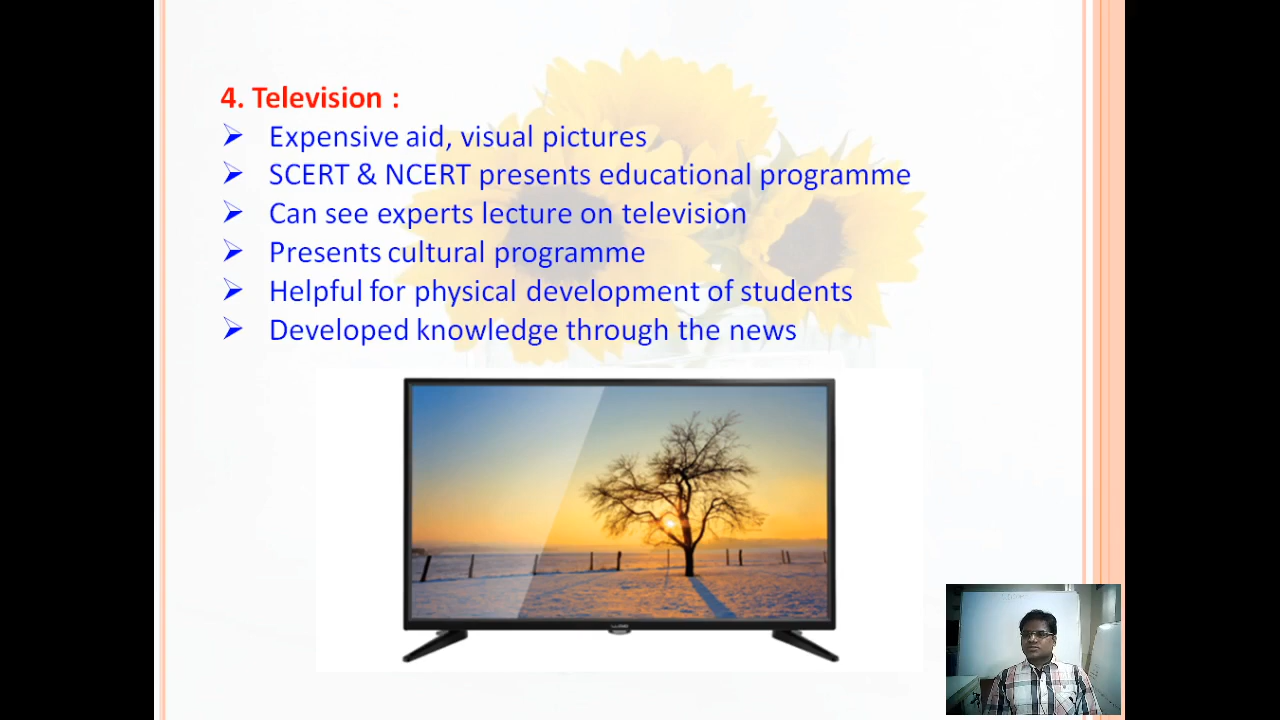 4. Television :
➢ Expensive aid, visual pictures
➢ SCERT & NCERT presents educational programme
➢ Can see experts lecture on television
➢ Presents cultural programme
➢ Helpful for physical development of students
➢ Developed knowledge through the news